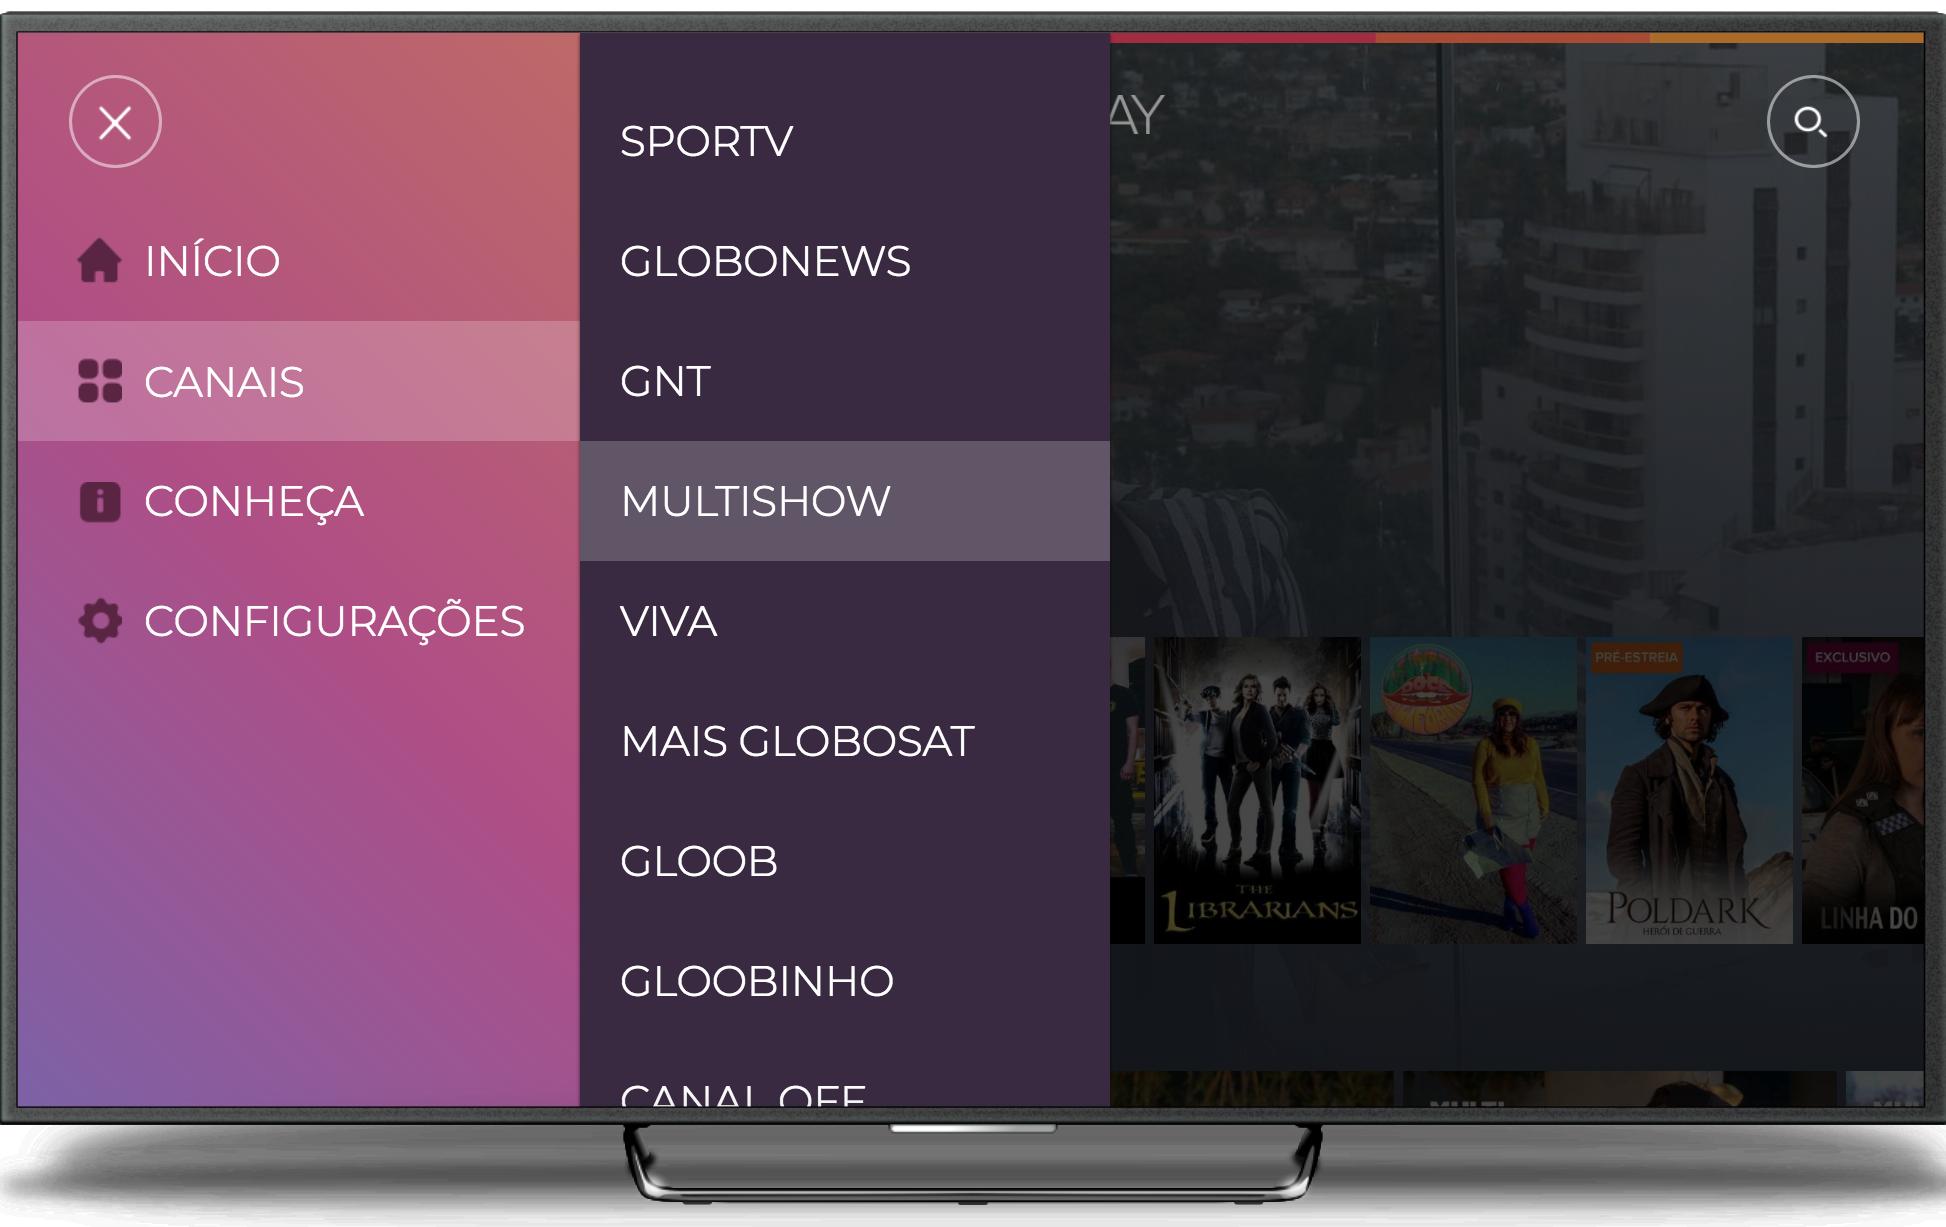 AY
INÍCIO
CANAIS
CONHEÇA
CONFIGURAÇÕES
SPORTV
GLOBONEWS
GNT
MULTISHOW
VIVA
MAIS GLOBOSAT
GLOOB
GLOOBINHO
CANAL OFF
THE
LIBRARIANS
PRÉ-ESTREIA
POLDARK
HERÓI DE GUERRA
EXCLUSIVO
LINHA DO
MULTI